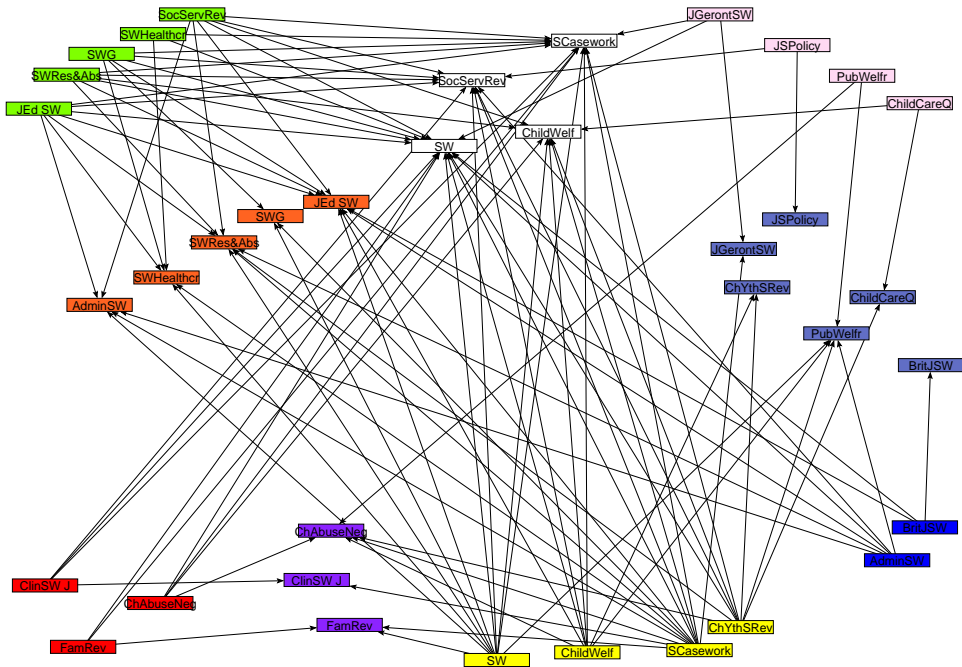 SocServRev
JGerontSW
SWHealthcr
SCasework
JSPolicy
SWG
SWRes&Abs
SocServRev
PubWelfr
JEd SW
ChildCareQ
ChildWelf
SW
JEd SW
SWG
JSPolicy
SWRes&Abs
JGerontSW
SWHealthcr
ChYthSRev
ChildCareQ
AdminSW
PubWelfr
BritJSW
BritJSW
ChAbuseNeg
AdminSW
ClinSW J
ClinSW J
ChAbuseNeg
FamRev
ChYthSRev
FamRev
SCasework
ChildWelf
SW